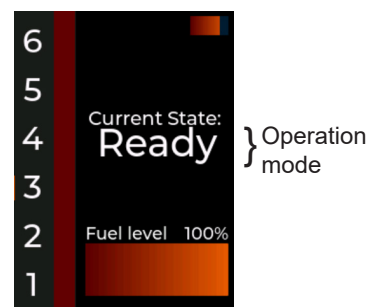 6
5
4
3
2
1
Current State:
Ready
Fuel level 100%
} Operation
mode